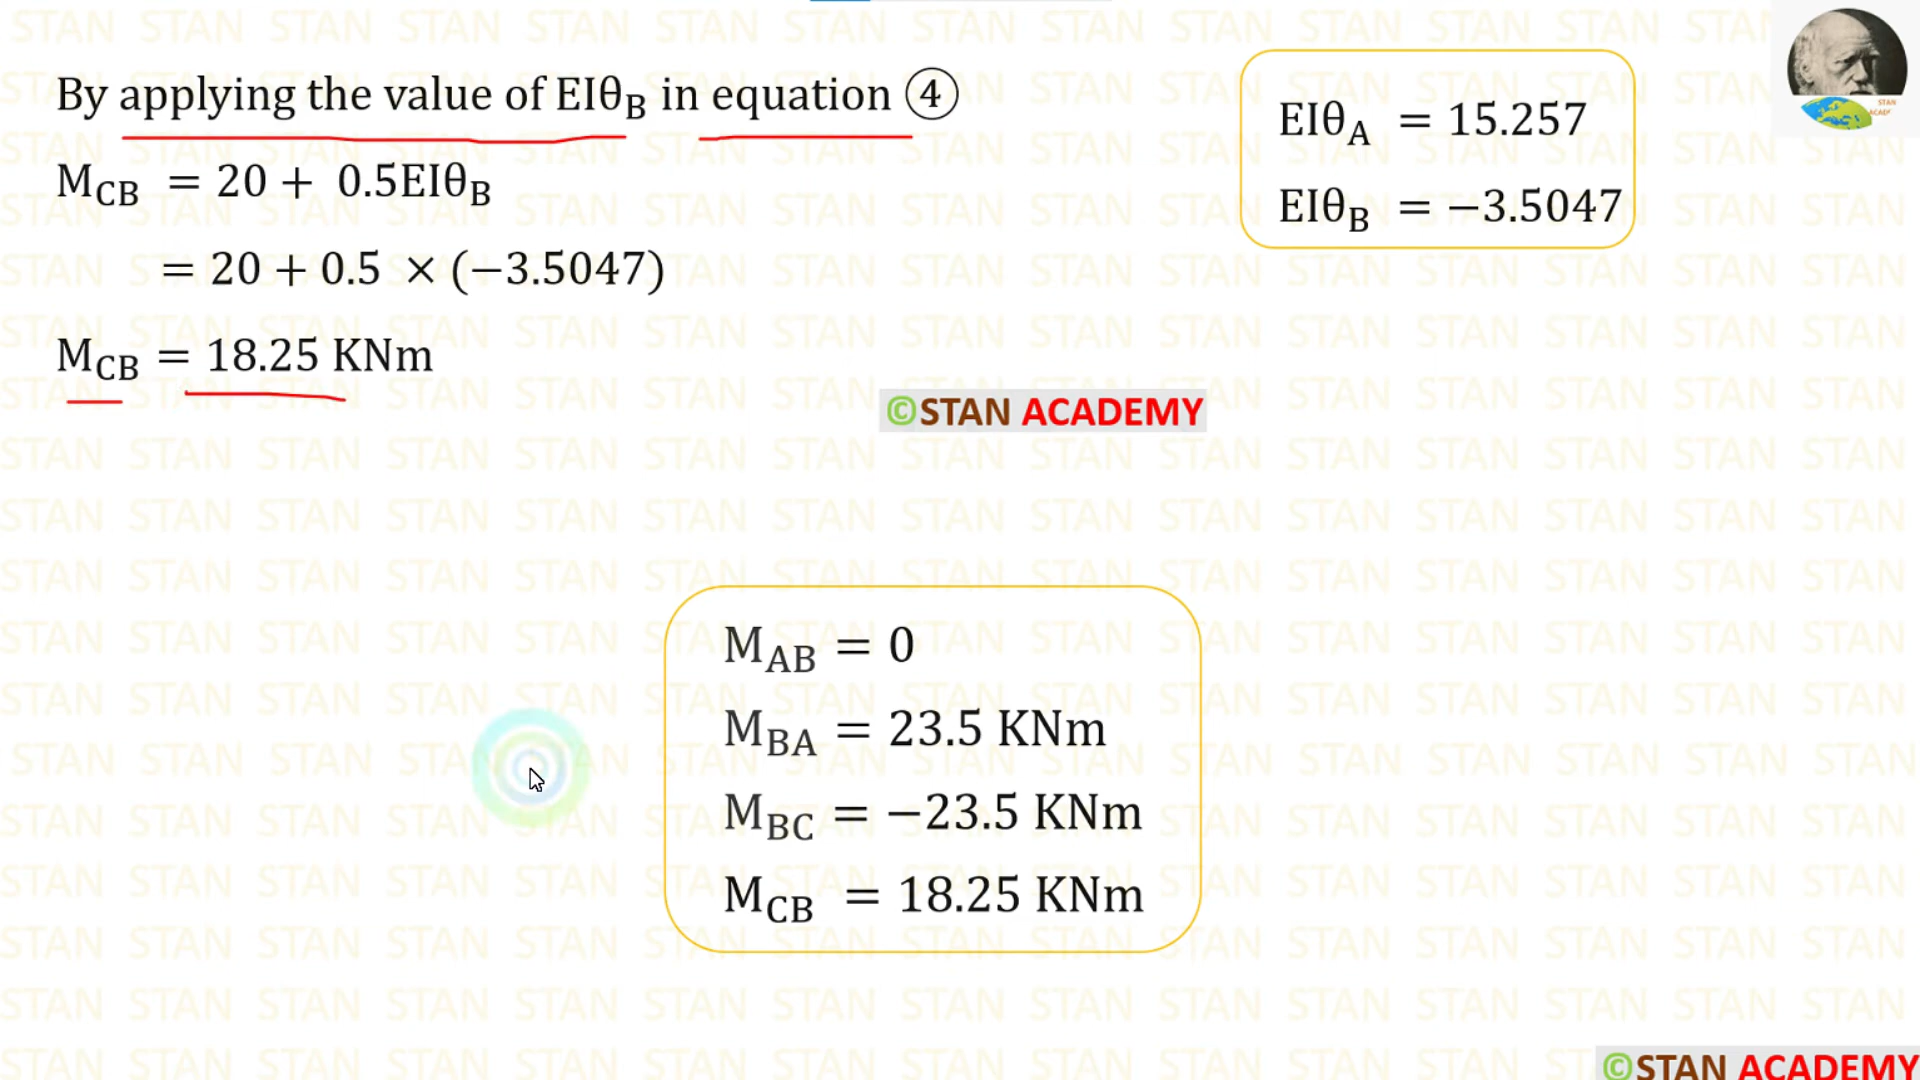 By applying the value of EIθB in equation ④
MCB = 20 + 0.5EIθB
= 20 + 0.5 × (−3.5047)
MCB = 18.25 KNm
EIθA = 15.257
EIθB = −3.5047
©STAN ACADEMY
MAB = 0
MBA = 23.5 KNm
MBC = −23.5 KNm
MCB = 18.25 KNm
©STAN ACADEMY